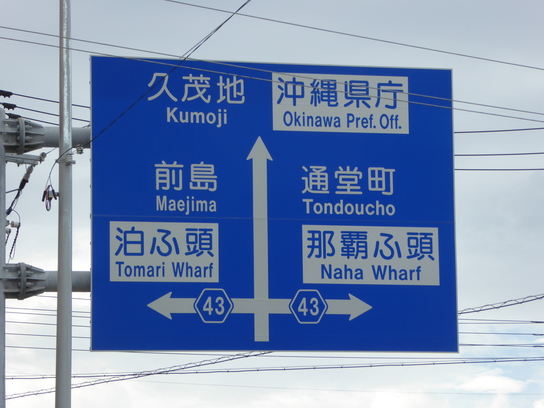 久茂地
Kumoji
沖縄県庁
Okinawa Pref. Off.
前島
Maejima
通堂町
Tondoucho
泊ふ頭
Tomari Wharf
那覇ふ頭
Naha Wharf
43
43